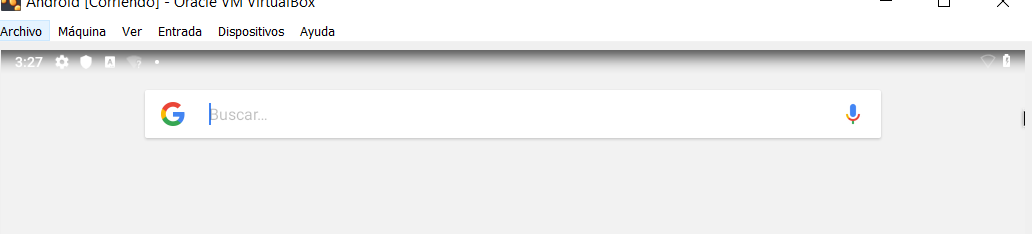 Android [Corriendo] - Oracle VM VirtualBox
Archivo Máquina Ver Entrada Dispositivos Ayuda
3:27
Buscar...